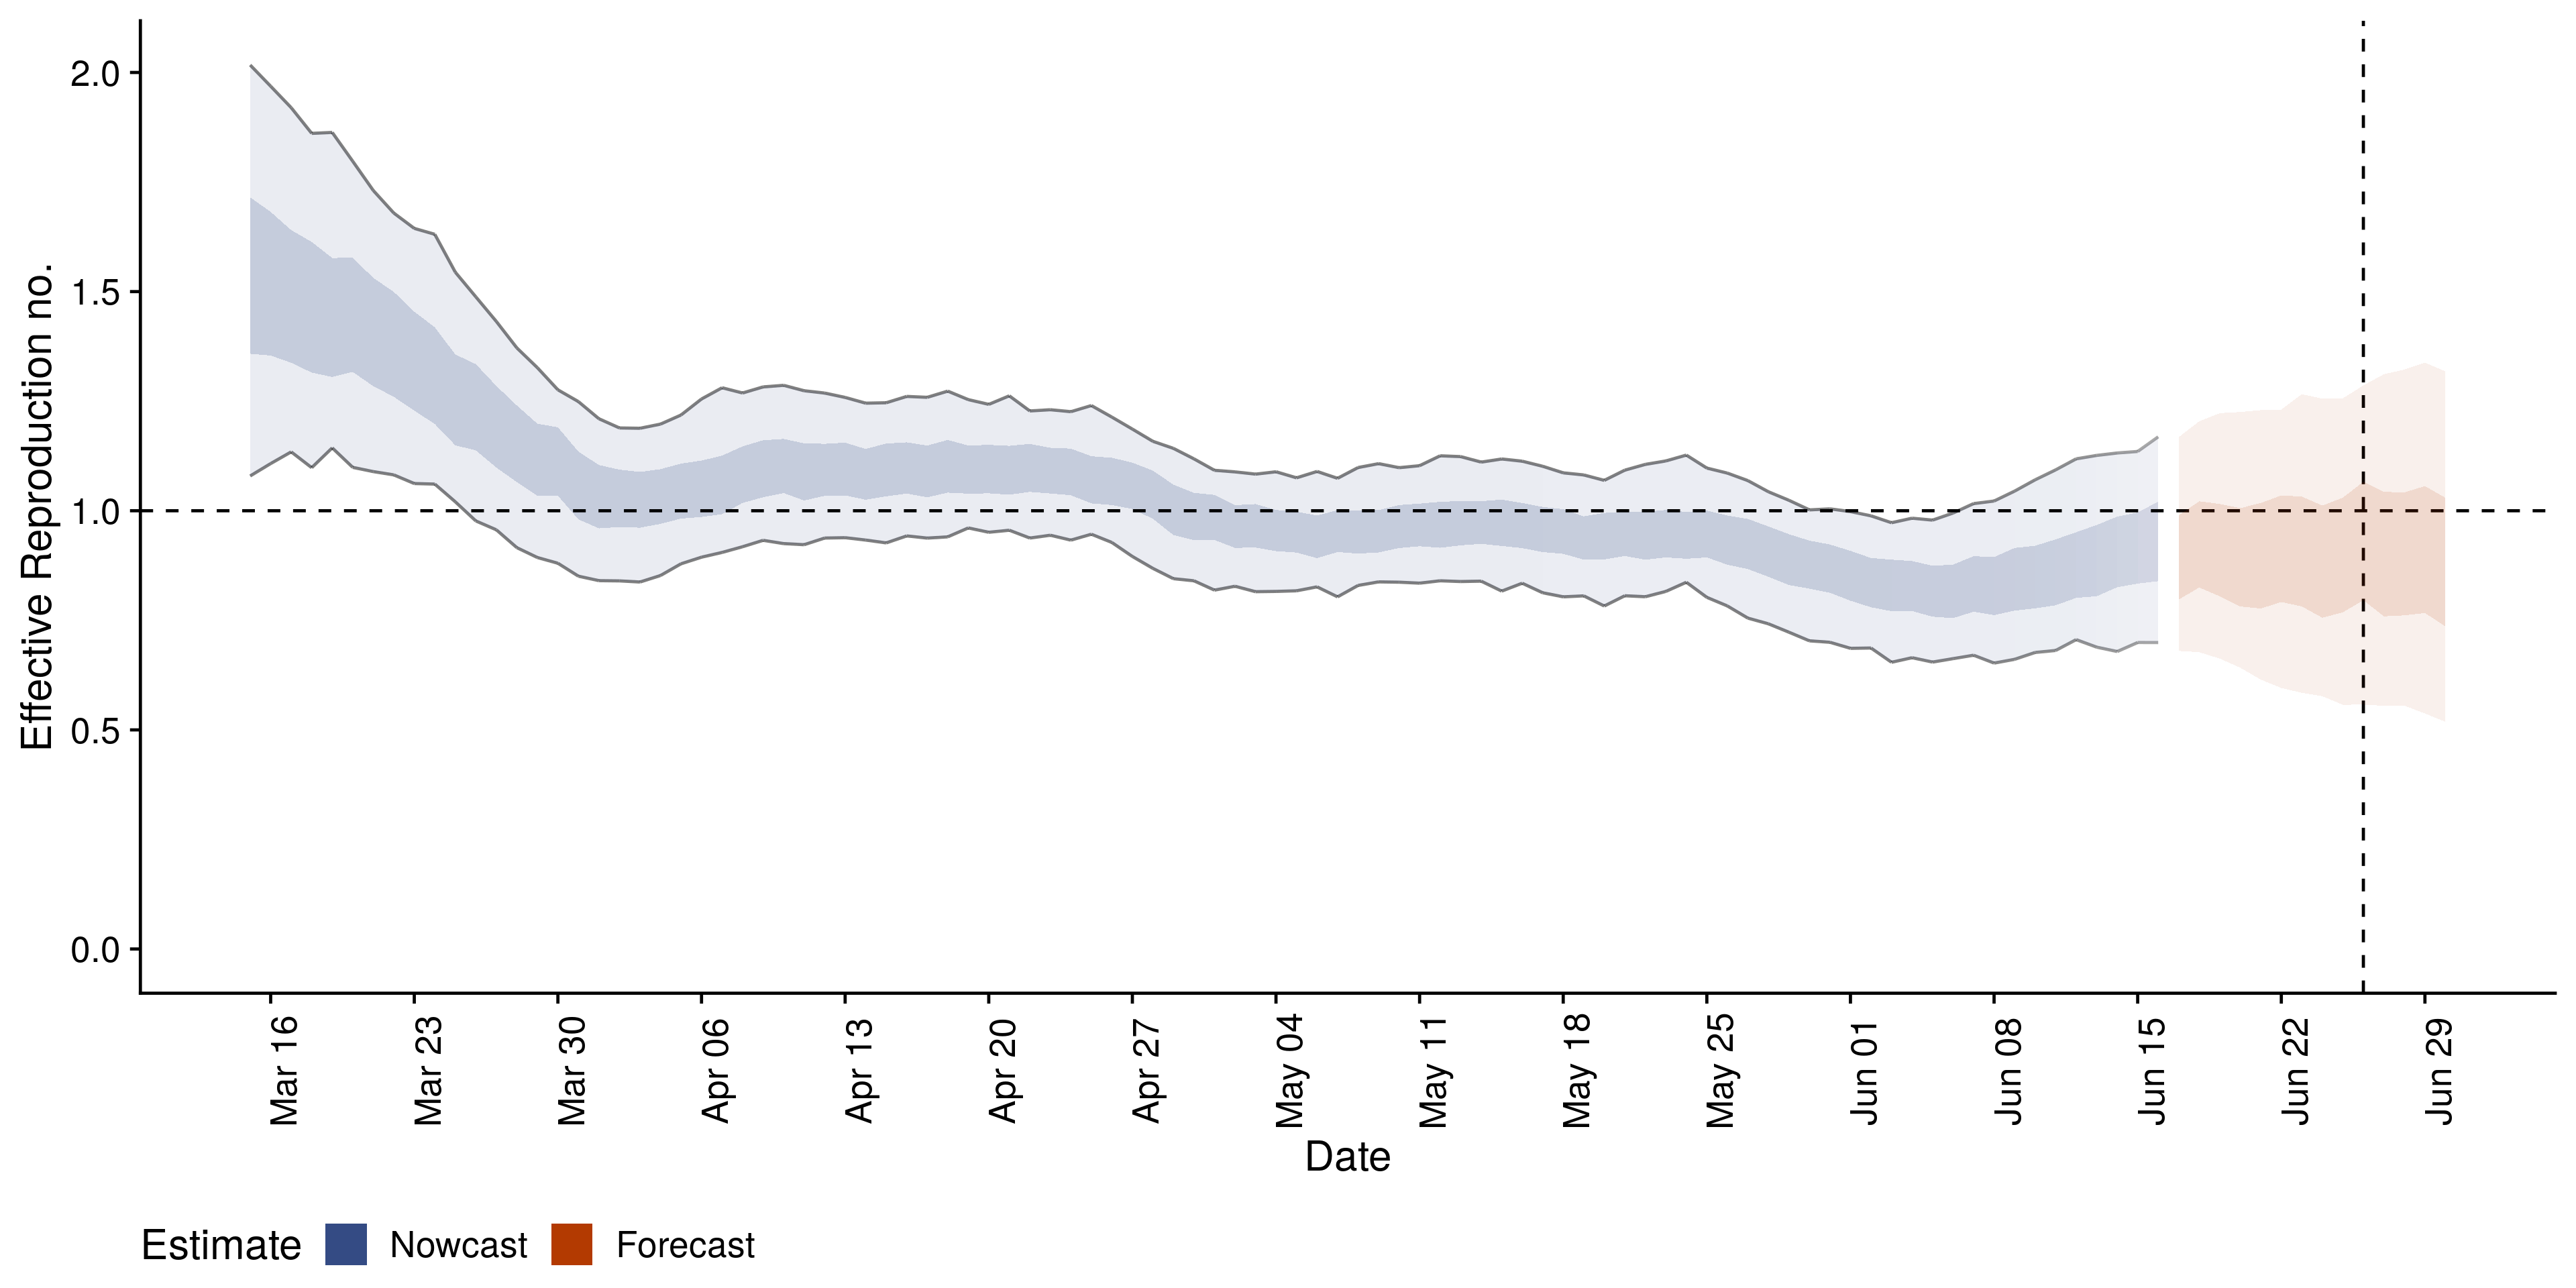 Effective Reproduction no.
2.0
1.5
1.0
0.5
0.0
Mar 16
Mar 23
Mar 30
Apr 06
Apr 13
Apr 20
Apr 27
May 04
May 11
May 18
May 25
Jun 01
Jun 08
Jun 15
Jun 22
Jun 29
Date
Estimate Nowcast Forecast